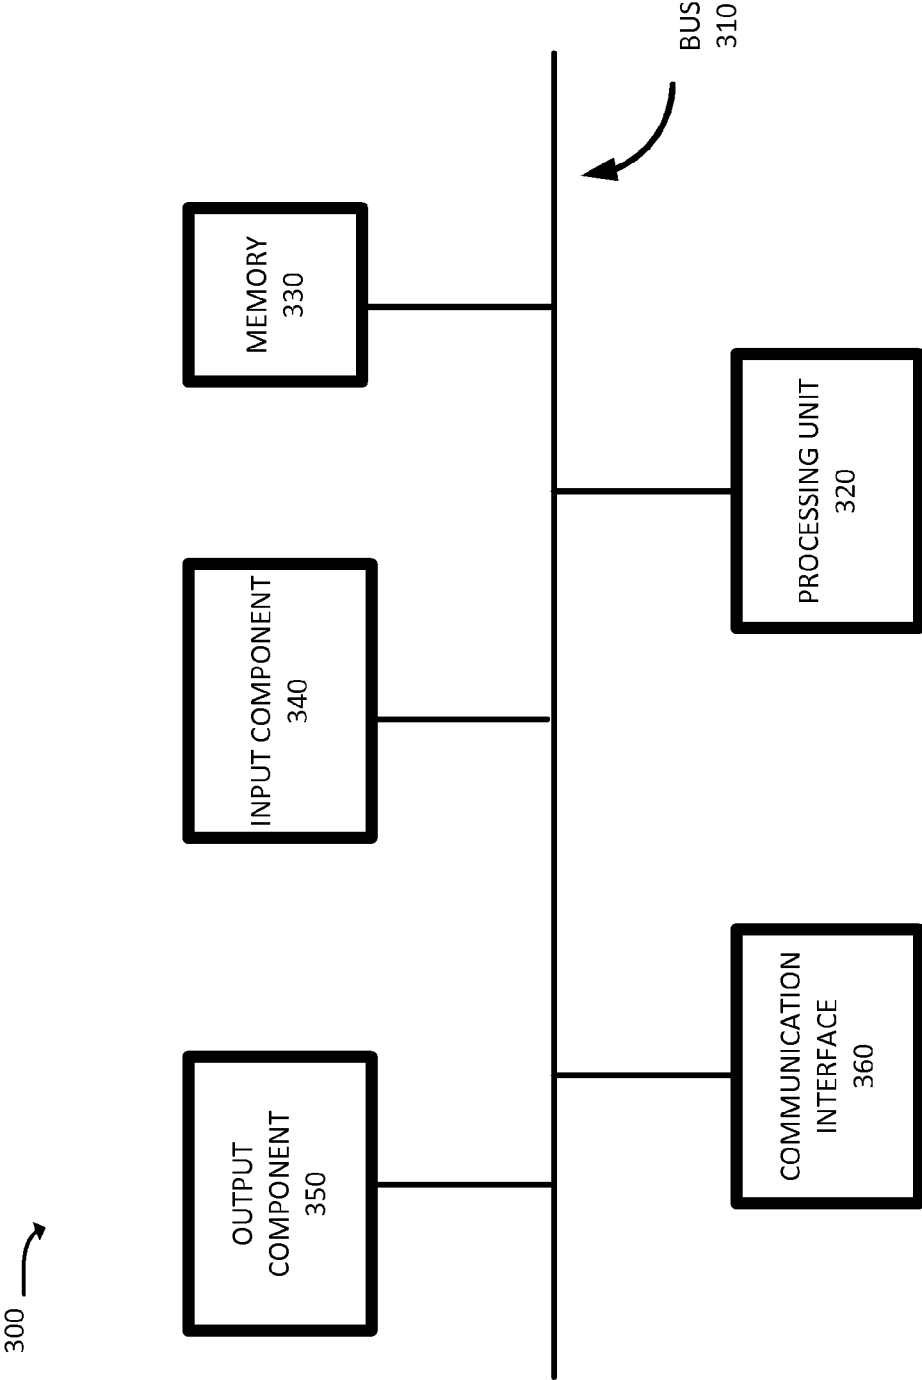 300
OUTPUT
COMPONENT
350
INPUT COMPONENT
340
MEMORY
330
BUS
310
COMMUNICATION
INTERFACE
360
PROCESSING UNIT
320